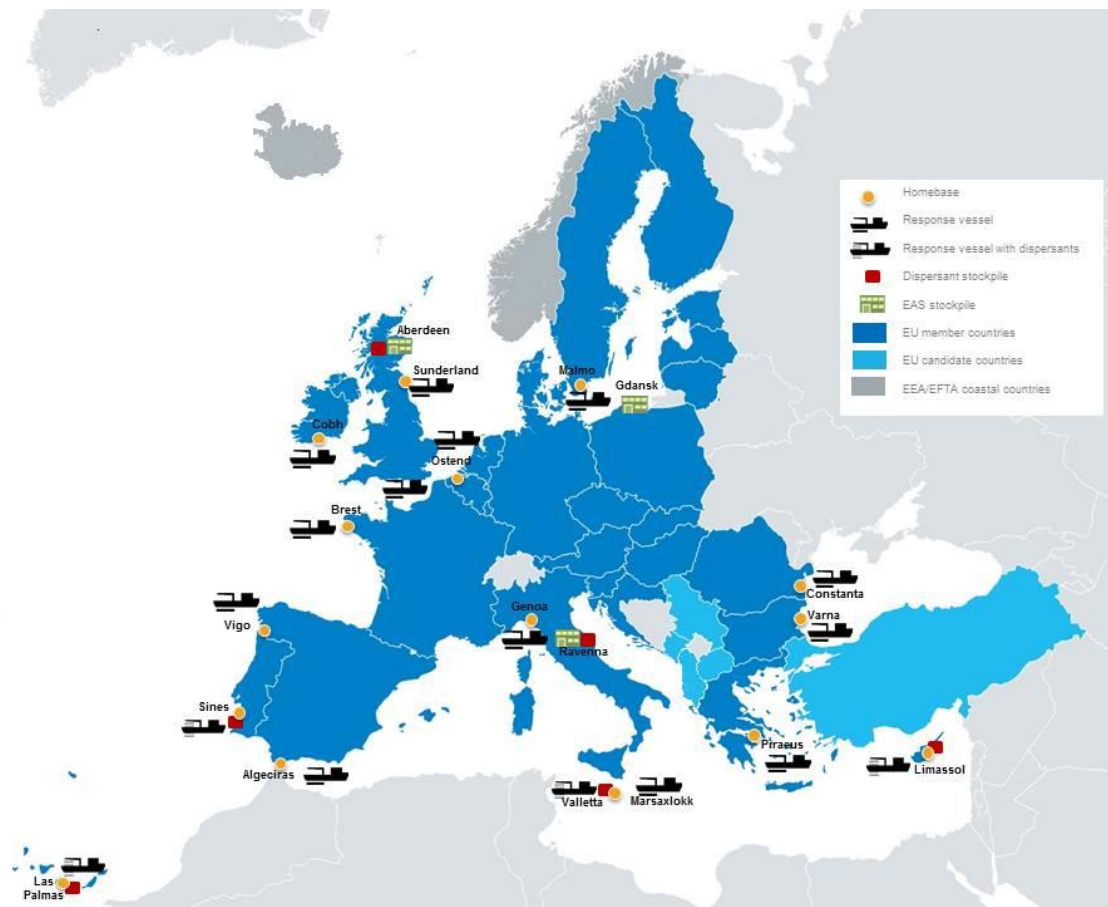 Homebase
Response vessel
Response vessel with dispersants
Dispersant stockpile
EAS stockpile
EU member countries
EU candidate countries
EEA/EFTA coastal countries
Aberdeen
Sunderland
Malmo
Gdansk
Cobh
Ostend
Brest
Constanta
Genoa
Varna
Vigo
Ravenna
Sines
Piraeus
Limassol
Algeciras
Valletta
Marsaxlokk
Las
Palmas